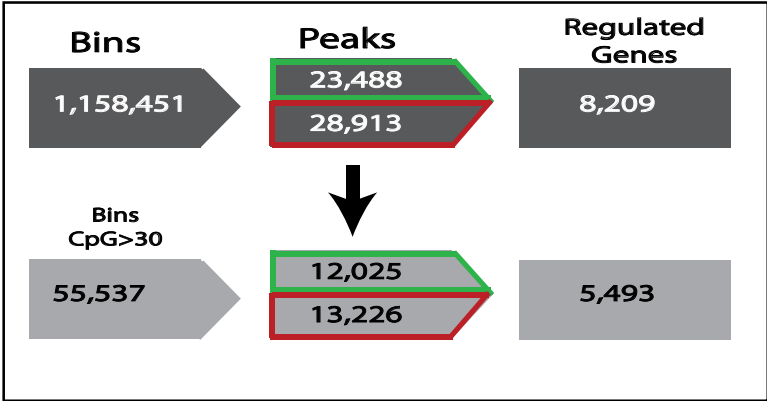 Bins
Peaks
Regulated
Genes
1,158,451
23,488
28,913
8,209
Bins
CpG>30
55,537
12,025
13,226
5,493